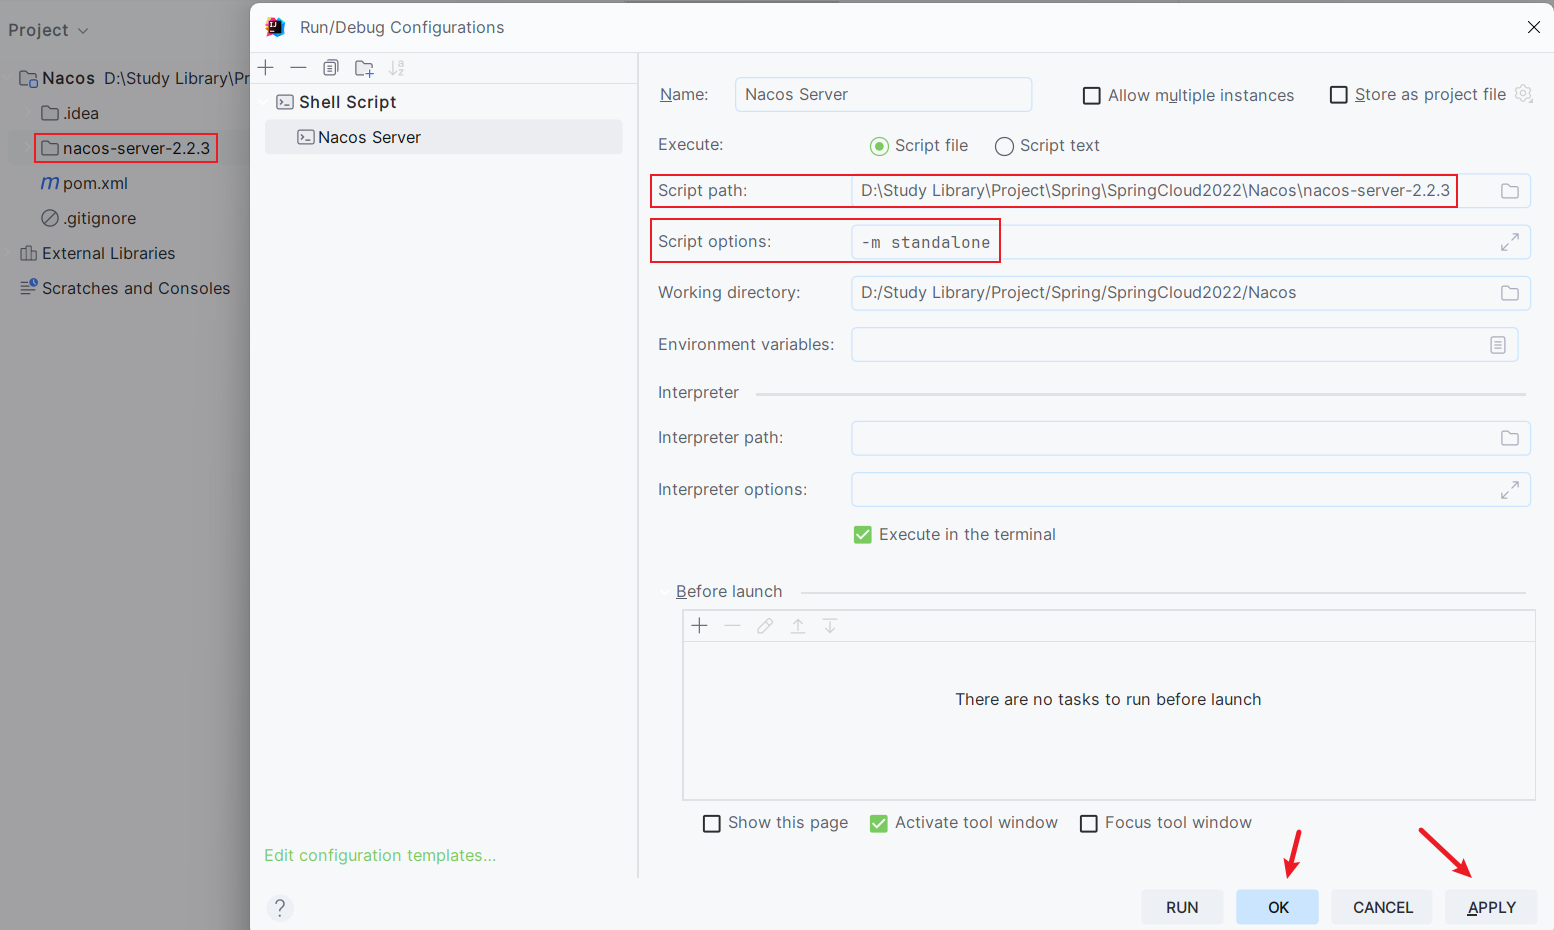 Project
Nacos D:\Study Library\Pr
.idea
nacos-server-2.2.3
pom.xml
.gitignore
External Libraries
Scratches and Consoles
Run/Debug Configurations
Shell Script
Nacos Server
Edit configuration templates...
?
Name: Nacos Server Allow multiple instances Store as project file
Execute: Script file Script text
Script path: D:\Study Library\Project\Spring\SpringCloud2022\Nacos\nacos-server-2.2.3
Script options: -m standalone
Working directory: D:/Study Library/Project/Spring/SpringCloud2022/Nacos
Environment variables:
Interpreter
Interpreter path:
Interpreter options:
Execute in the terminal
Before launch
There are no tasks to run before launch
Show this page Activate tool window Focus tool window
RUN OK CANCEL APPLY